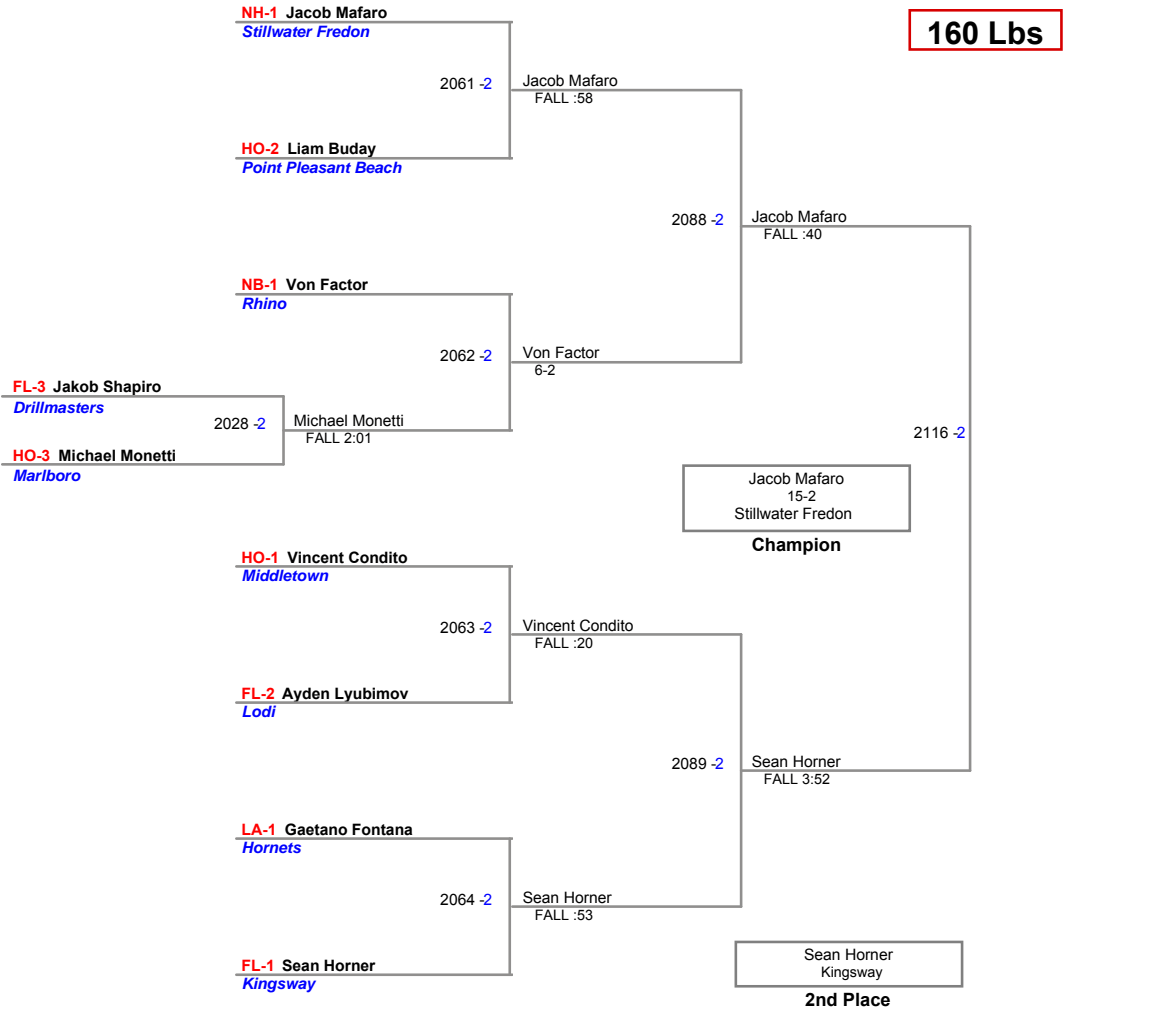 NH-1 Jacob Mafaro
Stillwater Fredon
160 Lbs
2061 -2
Jacob Mafaro
FALL :58
HO-2 Liam Buday
Point Pleasant Beach
2088 -2
Jacob Mafaro
FALL :40
NB-1 Von Factor
Rhino
2062 -2
Von Factor
6-2
FL-3 Jakob Shapiro
Drillmasters
2028 -2
Michael Monetti
FALL 2:01
HO-3 Michael Monetti
Marlboro
2116 -2
Jacob Mafaro
15-2
Stillwater Fredon
Champion
HO-1 Vincent Condito
Middletown
2063 -2
Vincent Condito
FALL :20
FL-2 Ayden Lyubimov
Lodi
2089 -2
Sean Horner
FALL 3:52
LA-1 Gaetano Fontana
Hornets
2064 -2
Sean Horner
FALL :53
FL-1 Sean Horner
Kingsway
Sean Horner
Kingsway
2nd Place